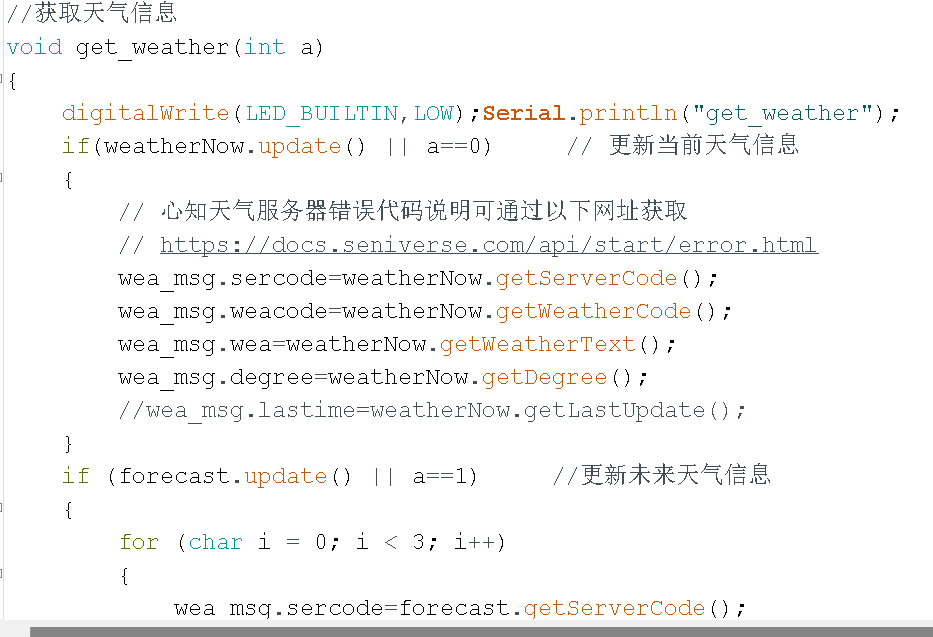 //获取天气信息
void get_weather(int a)
{
digitalWrite(LED_BUILTIN,LOW);Serial.println("get_weather");
if(weatherNow.update() || a==0)     // 更新当前天气信息
{
// 心知天气服务器错误代码说明可通过以下网址获取
// https://docs.seniverse.com/api/start/error.html
wea_msg.sercode=weatherNow.getServerCode();
wea_msg.weacode=weatherNow.getWeatherCode();
wea_msg.wea=weatherNow.getWeatherText();
wea_msg.degree=weatherNow.getDegree();
//wea_msg.lastime=weatherNow.getLastUpdate();
}
if (forecast.update() || a==1)     //更新未来天气信息
{
for (char i = 0; i < 3; i++)
{
wea_msg.sercode=forecast.getServerCode();